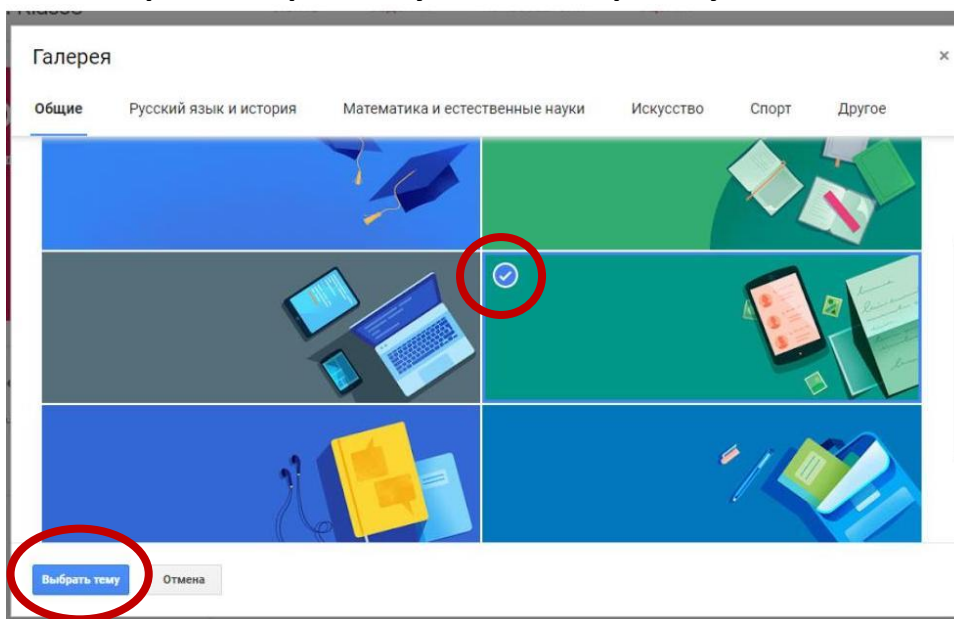 Галерея
×
Общие Русский язык и история Математика и естественные науки Искусство Спорт Другое
Выбрать тему Отмена